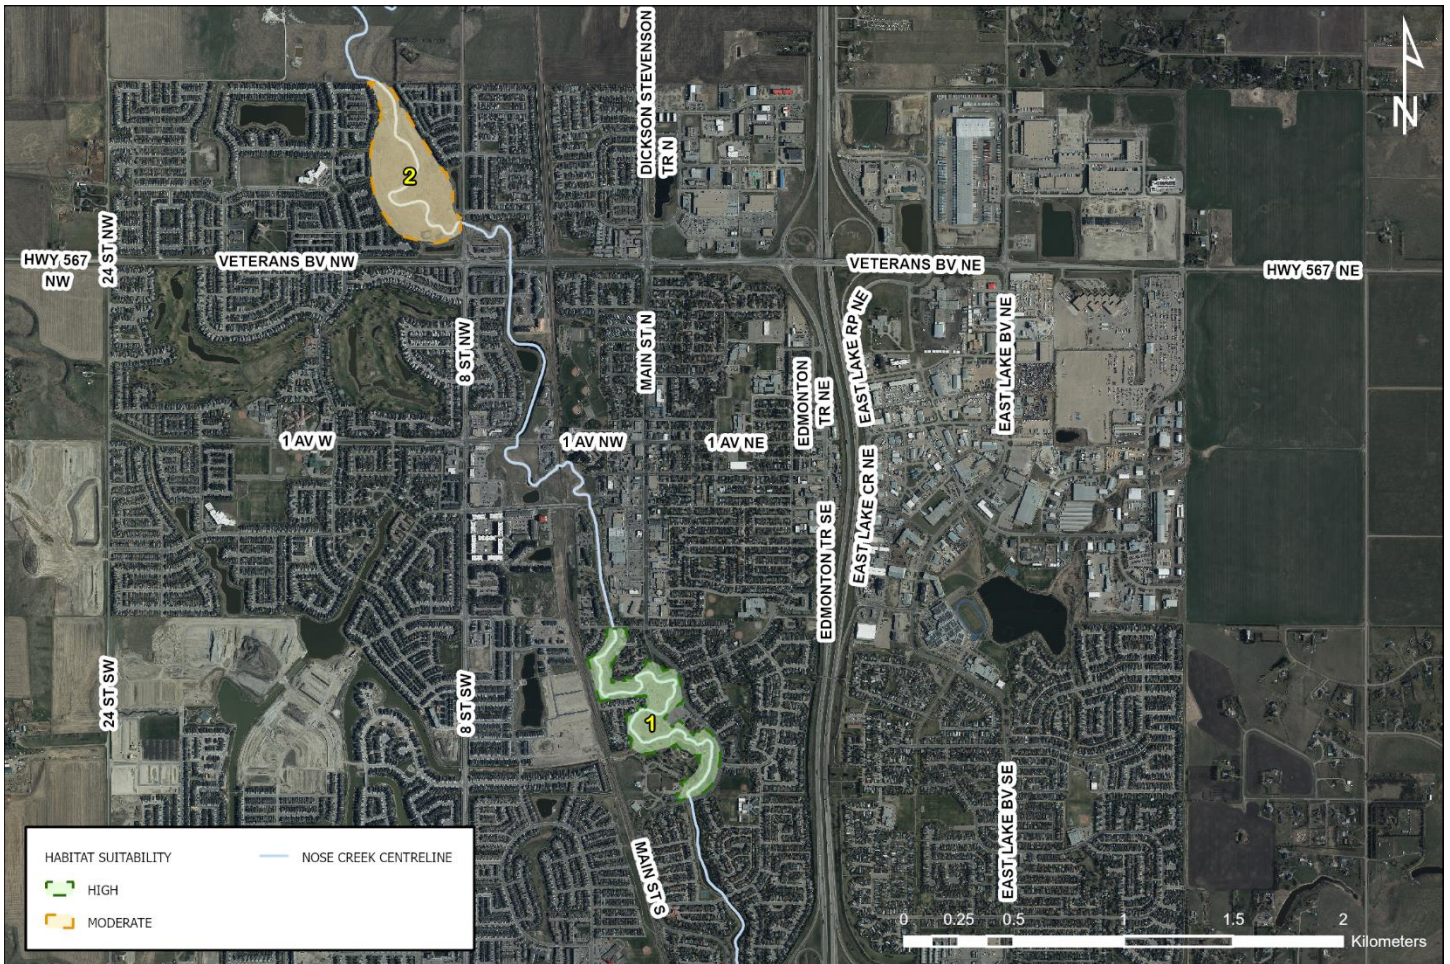 DICKSON STEVENSON
TR N
N
2
24 ST NW
HWY 567
NW
VETERANS BV NW
VETERANS BV NE
HWY 567 NE
8 ST NW
MAIN ST N
EDMONTON
TR NE
EAST LAKE RP NE
EAST LAKE BV NE
1 AV W
1 AV NW
1 AV NE
EDMONTON TR SE
EAST LAKE CR NE
24 ST SW
8 ST SW
1
MAIN ST S
EAST LAKE BV SE
HABITAT SUITABILITY
NOSE CREEK CENTRELINE
HIGH
MODERATE
0 0.25 0.5 1 1.5 2
Kilometers